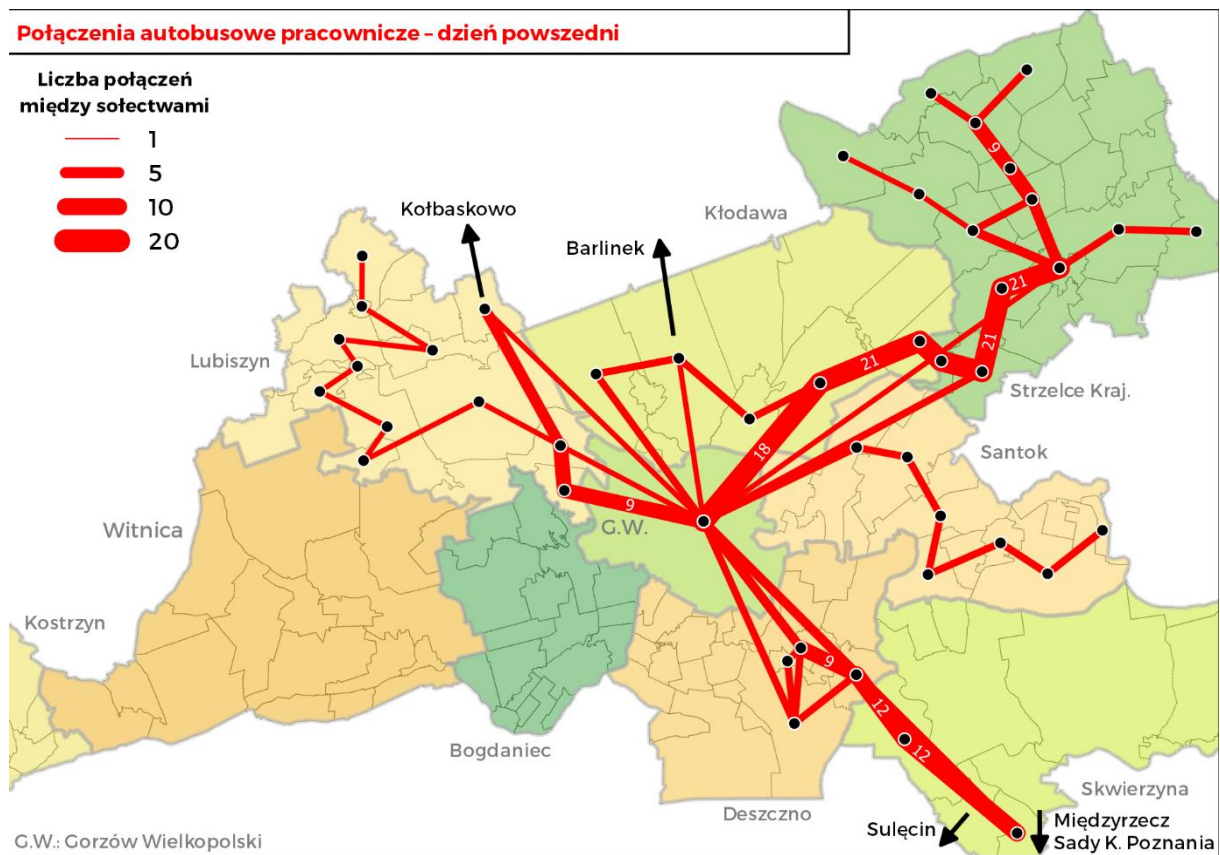 Połączenia autobusowe pracownicze – dzień powszedni
Liczba połączeń
między sołectwami
1
5
10
20
Kołbaskowo
Kłodawa
Barlinek
9
21
21
Lubiszyn
21
Strzelce Kraj.
18
Santok
9
G.W.
Witnica
Kostrzyn
9
12
12
Bogdaniec
Deszczno
Skwierzyna
Sulęcin
Międzyrzecz
Sady K. Poznania
G.W.: Gorzów Wielkopolski